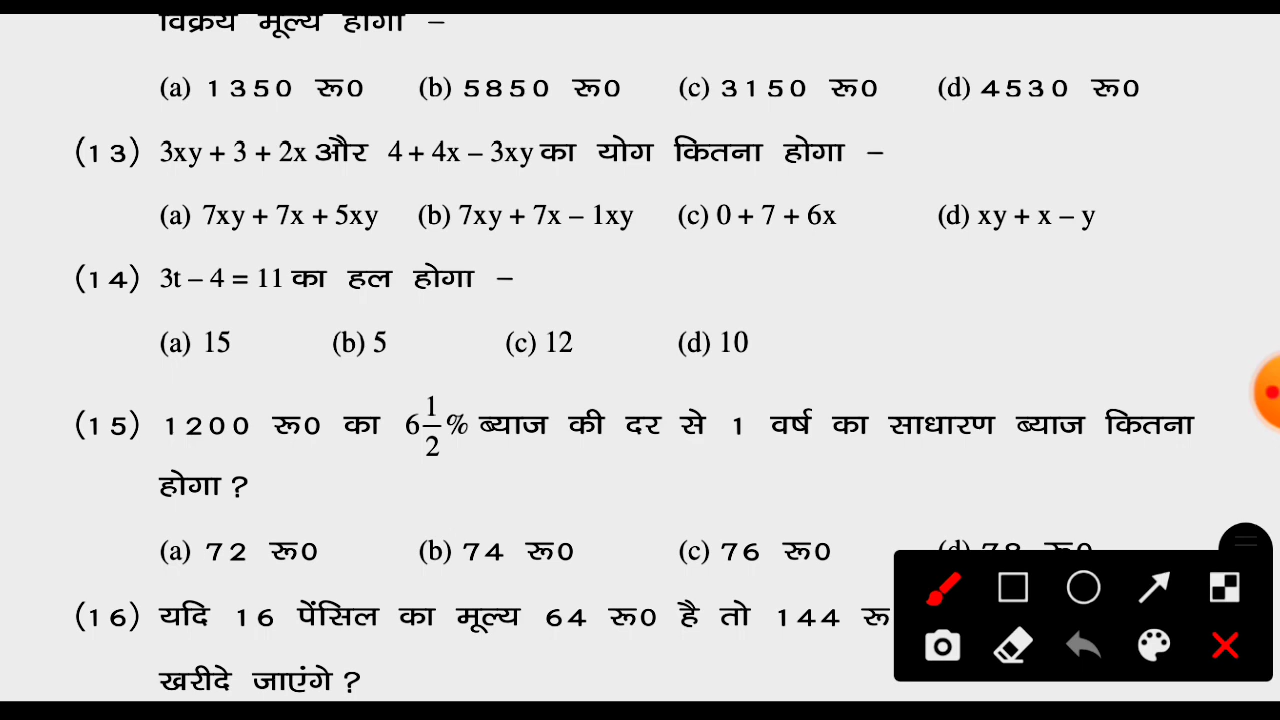 विक्रय मूल्य होगा –
(a) 1350 रू0 (b) 5850 रू0 (c) 3150 रू0 (d) 4530 रू0
(13) 3xy + 3 + 2x और 4 + 4x – 3xy का योग कितना होगा –
(a) 7xy + 7x + 5xy (b) 7xy + 7x – 1xy (c) 0 + 7 + 6x (d) xy + x – y
(14) 3t – 4 = 11 का हल होगा –
(a) 15 (b) 5 (c) 12 (d) 10
(15) 1200 रू0 का 6 1/2 % ब्याज की दर से 1 वर्ष का साधारण ब्याज कितना
होगा ?
(a) 72 रू0 (b) 74 रू0 (c) 76 रू0 (d) 78 रू0
(16) यदि 16 पेंसिल का मूल्य 64 रू0 है तो 144 रू
खरीदे जाएंगे ?